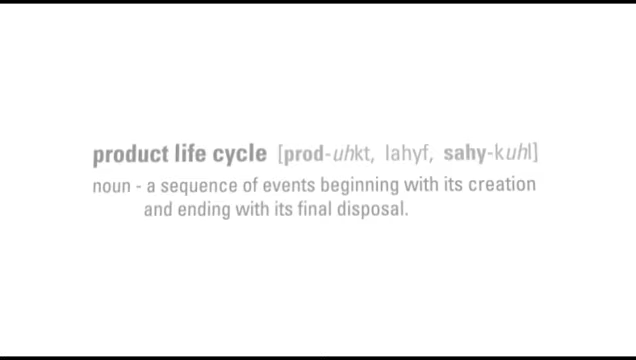 product life cycle [prod-uhkt, lahyf, sahy-kuhl]
noun - a sequence of events beginning with its creation
and ending with its final disposal.